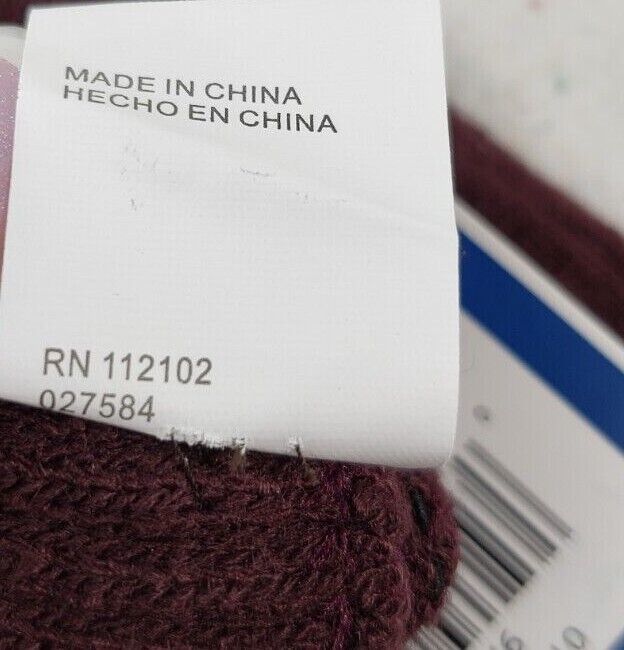 MADE IN CHINA
HECHO EN CHINA
RN 112102
027584